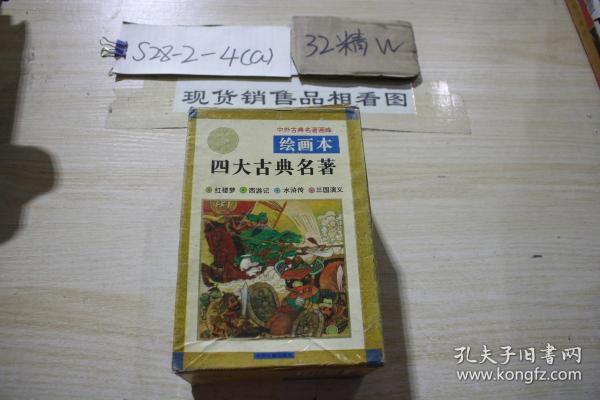 S28-2-4(a)
32精W
现货销售品相看图
中外古典名著画库
绘画本
四大古典名著
红楼梦 西游记 水浒传 三国演义
孔夫子旧书网
www.kongfz.com